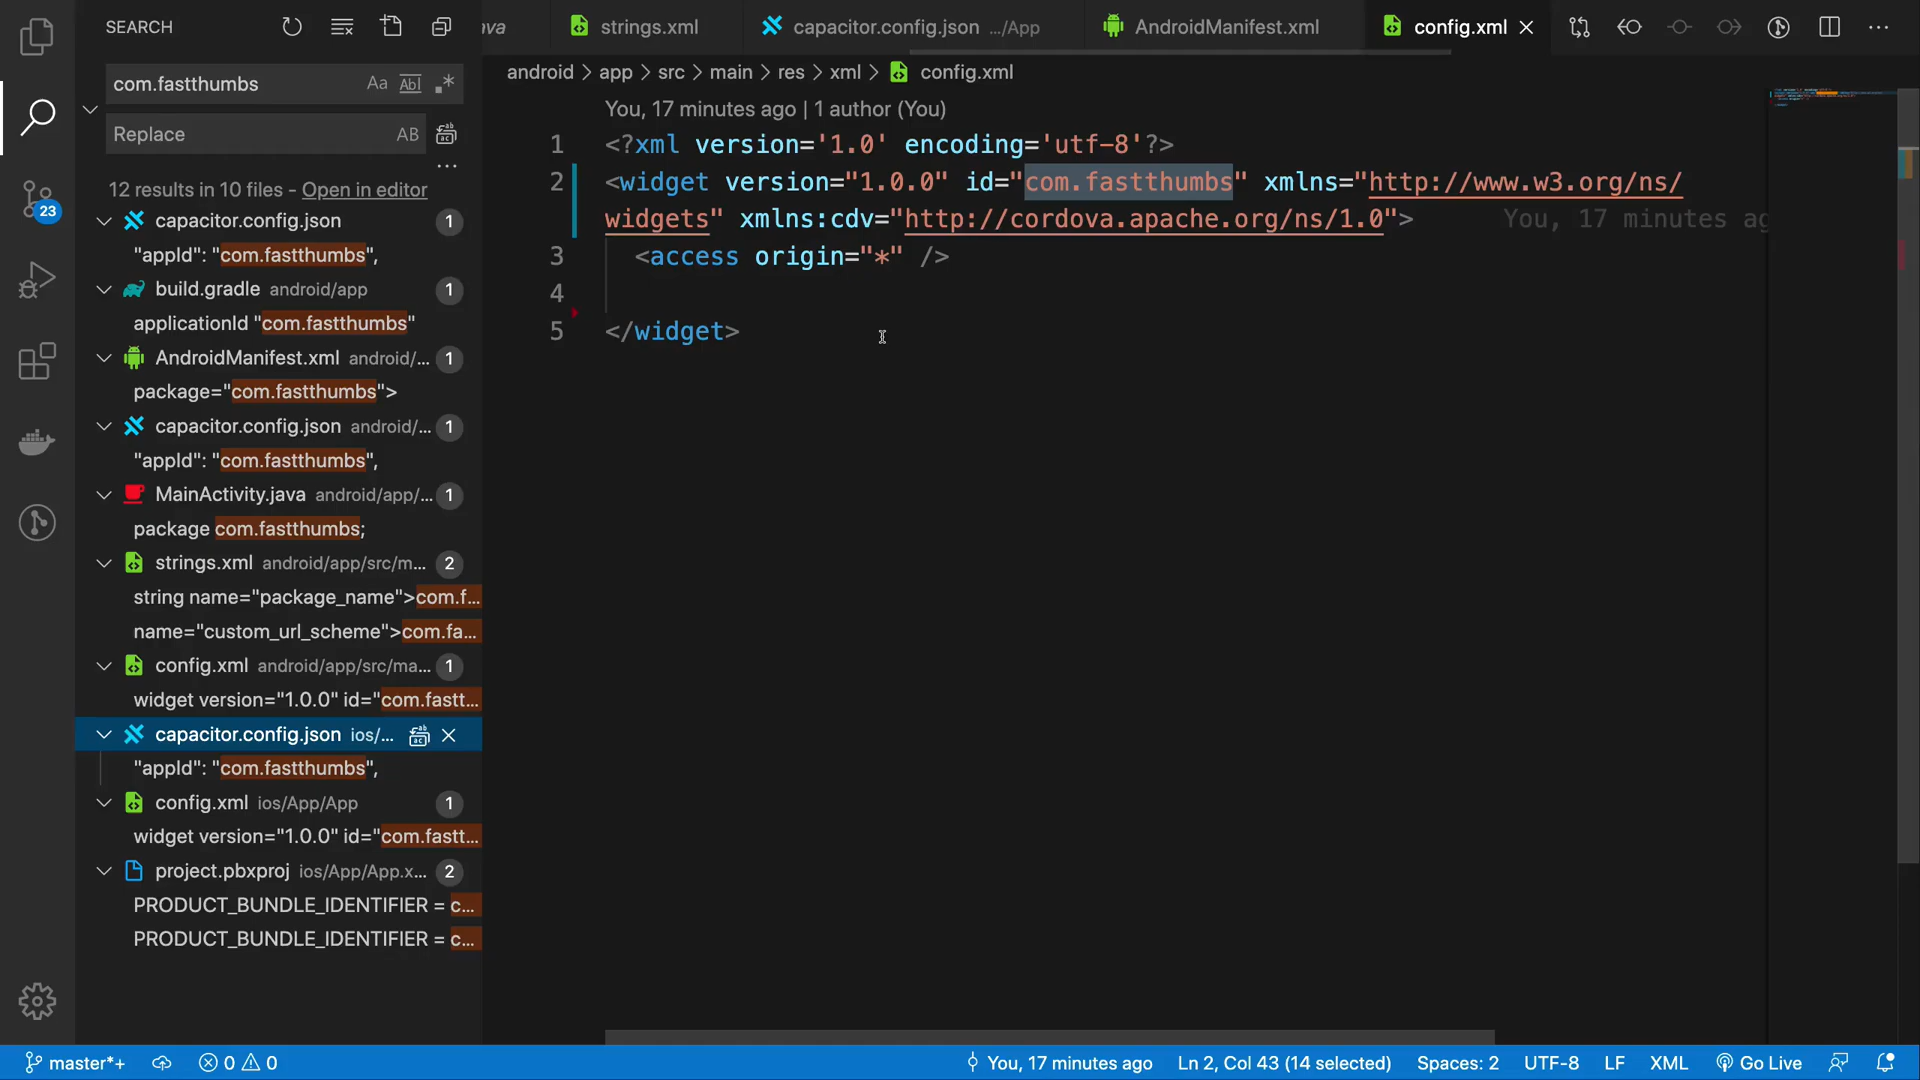 SEARCH
com.fastthumbs
Aa
Abl
.*
Replace
AB
12 results in 10 files - Open in editor
capacitor.config.json 1
"appId": "com.fastthumbs",
build.gradle android/app 1
applicationId "com.fastthumbs"
AndroidManifest.xml android/... 1
package="com.fastthumbs">
capacitor.config.json android/... 1
"appId": "com.fastthumbs",
MainActivity.java android/app/... 1
package com.fastthumbs;
strings.xml android/app/src/m... 2
string name="package_name">com.f...
name="custom_url_scheme">com.fa...
config.xml android/app/src/ma... 1
widget version="1.0.0" id="com.fastt...
capacitor.config.json ios/...
"appId": "com.fastthumbs",
config.xml ios/App/App 1
widget version="1.0.0" id="com.fastt...
project.pbxproj ios/App/App.x... 2
PRODUCT_BUNDLE_IDENTIFIER = c...
PRODUCT_BUNDLE_IDENTIFIER = c...
23
va
strings.xml
capacitor.config.json .../App
AndroidManifest.xml
config.xml
android > app > src > main > res > xml > config.xml
You, 17 minutes ago | 1 author (You)
1 <?xml version='1.0' encoding='utf-8'?>
2 <widget version="1.0.0" id="com.fastthumbs" xmlns="http://www.w3.org/ns/
widgets" xmlns:cdv="http://cordova.apache.org/ns/1.0"> You, 17 minutes ag
3 <access origin="*" />
4
5 </widget>
master*+ 0 0 You, 17 minutes ago Ln 2, Col 43 (14 selected) Spaces: 2 UTF-8 LF XML Go Live